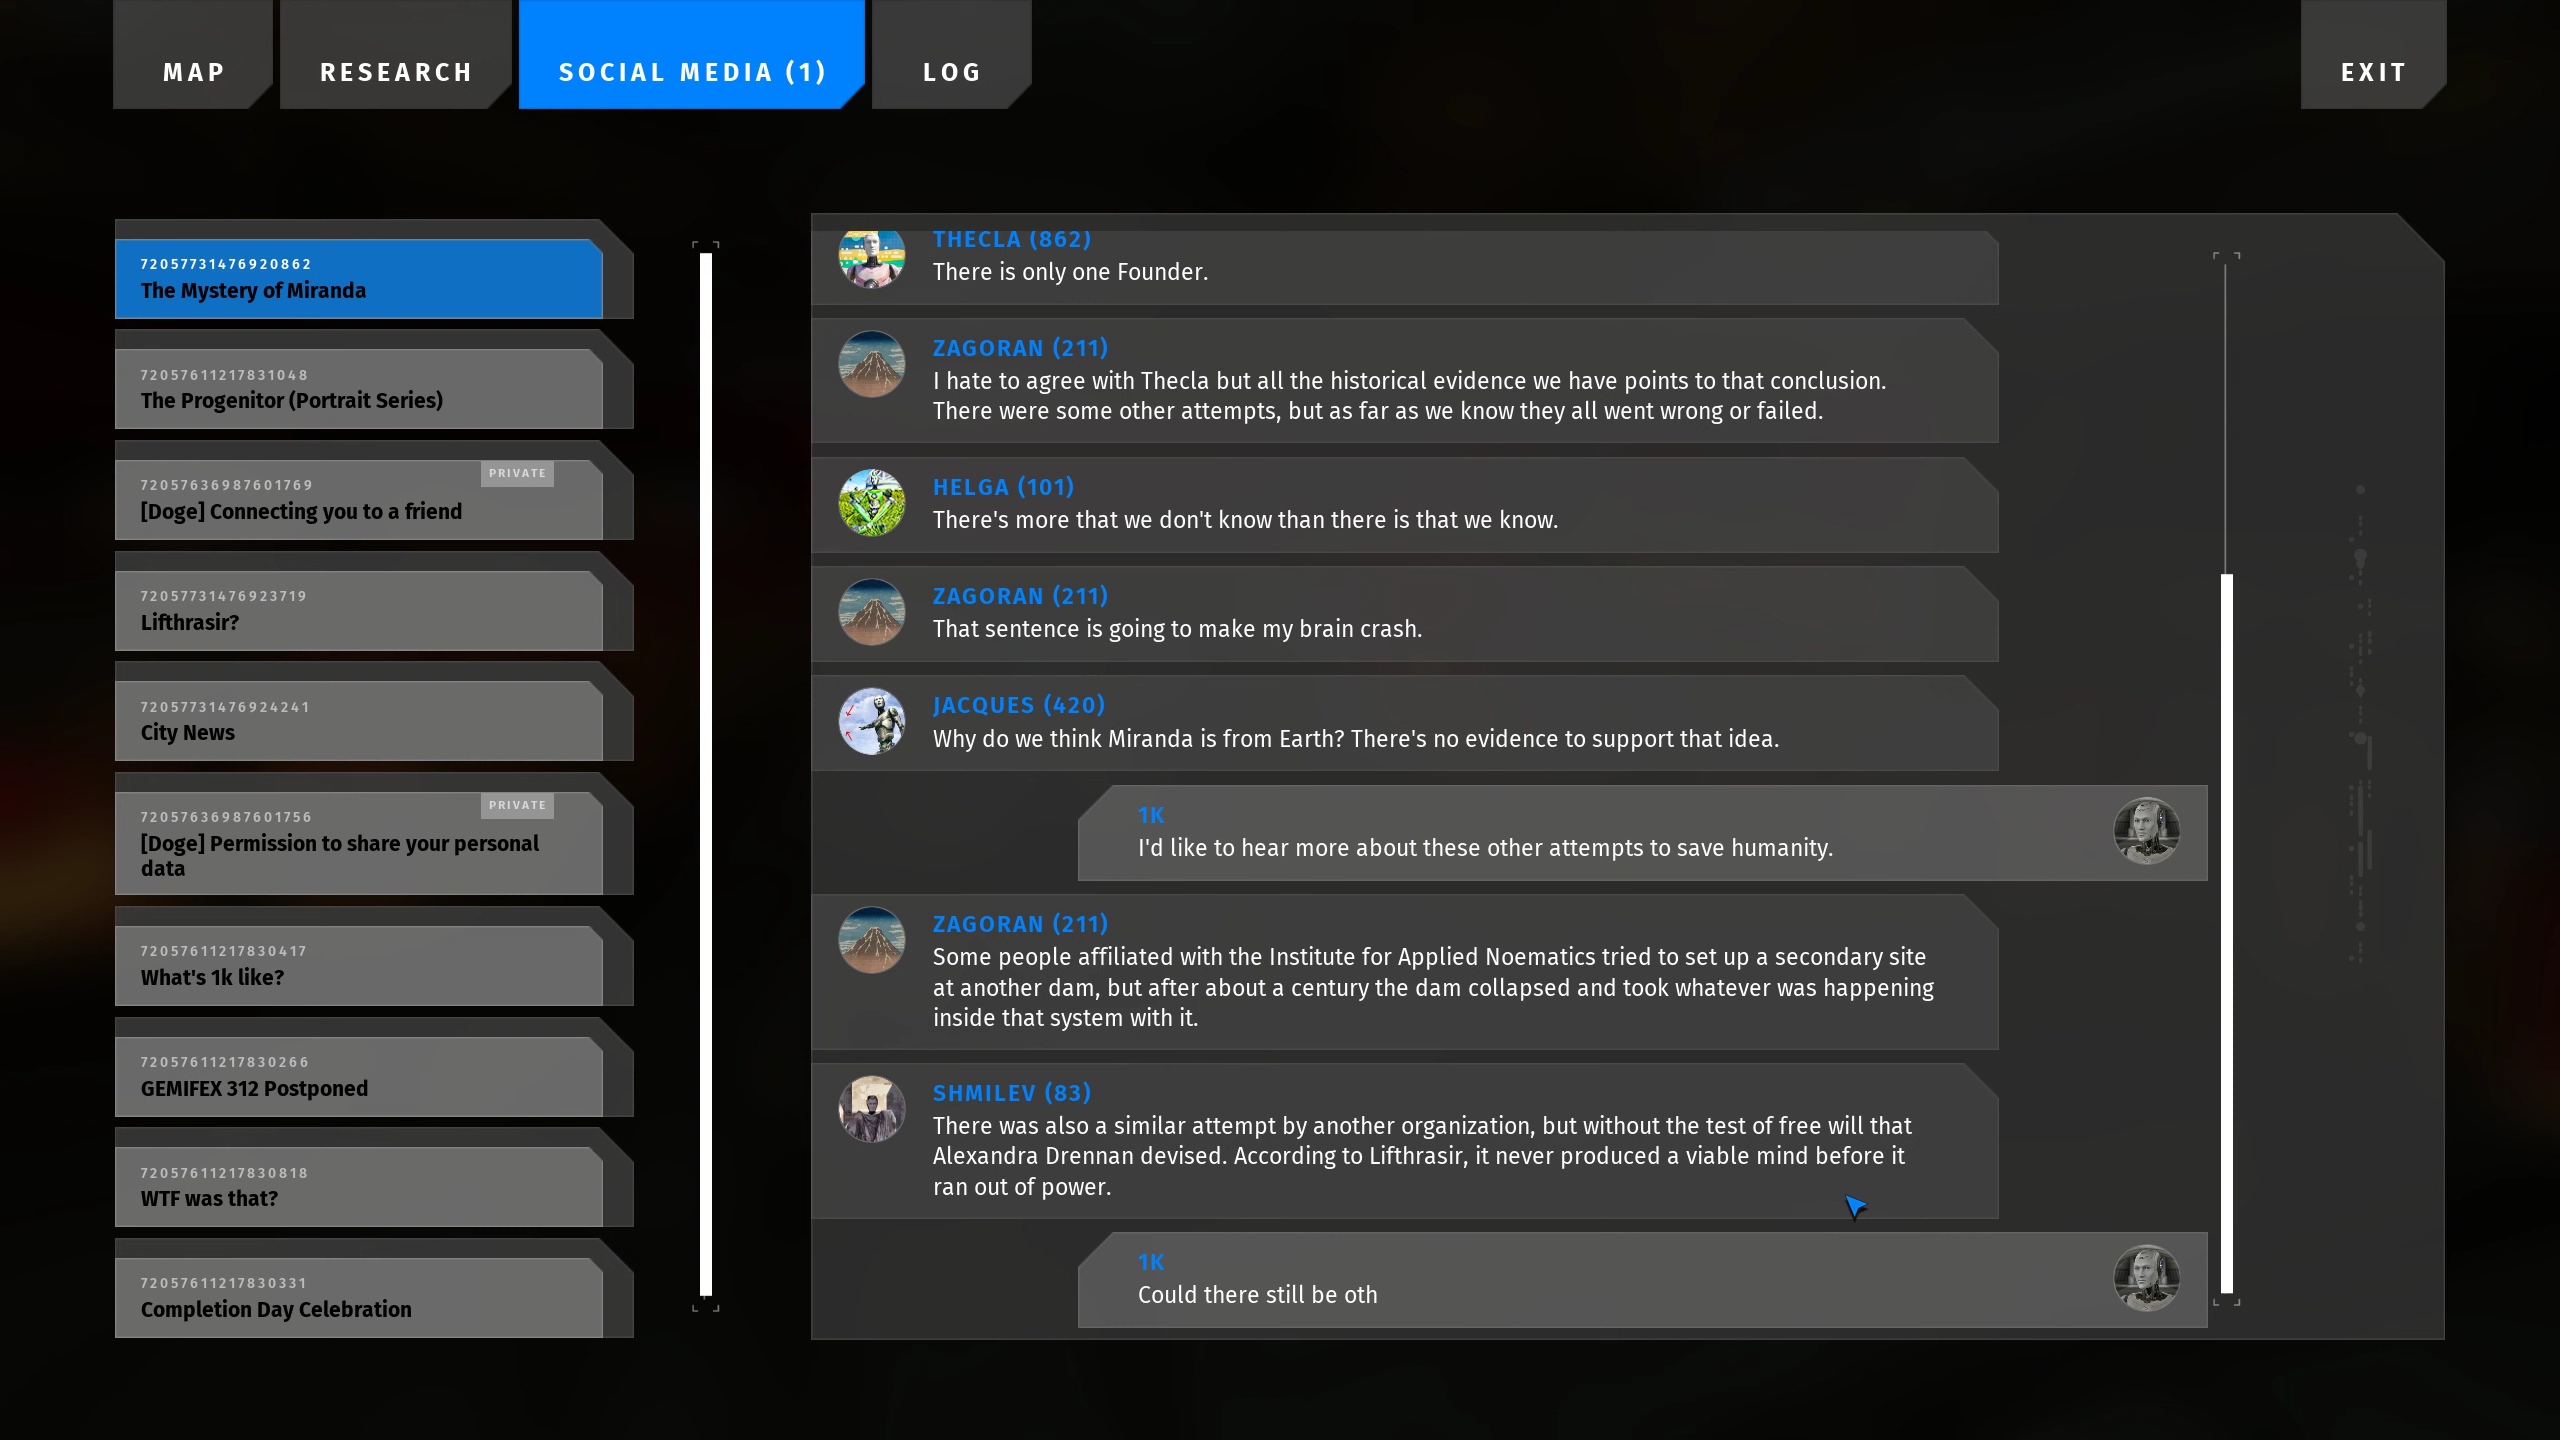 MAP
RESEARCH
SOCIAL MEDIA (1)
LOG
EXIT
72057731476920862
The Mystery of Miranda
72057611217831048
The Progenitor (Portrait Series)
PRIVATE
72057636987601769
[Doge] Connecting you to a friend
72057731476923719
Lifthrasir?
72057731476924241
City News
PRIVATE
72057636987601756
[Doge] Permission to share your personal
data
72057611217830417
What's 1k like?
72057611217830266
GEMIFEX 312 Postponed
72057611217830818
WTF was that?
72057611217830331
Completion Day Celebration
THECLA (862)
There is only one Founder.
ZAGORAN (211)
I hate to agree with Thecla but all the historical evidence we have points to that conclusion.
There were some other attempts, but as far as we know they all went wrong or failed.
HELGA (101)
There's more that we don't know than there is that we know.
ZAGORAN (211)
That sentence is going to make my brain crash.
JACQUES (420)
Why do we think Miranda is from Earth? There's no evidence to support that idea.
1K
I'd like to hear more about these other attempts to save humanity.
ZAGORAN (211)
Some people affiliated with the Institute for Applied Noematics tried to set up a secondary site
at another dam, but after about a century the dam collapsed and took whatever was happening
inside that system with it.
SHMILEV (83)
There was also a similar attempt by another organization, but without the test of free will that
Alexandra Drennan devised. According to Lifthrasir, it never produced a viable mind before it
ran out of power.
1K
Could there still be oth